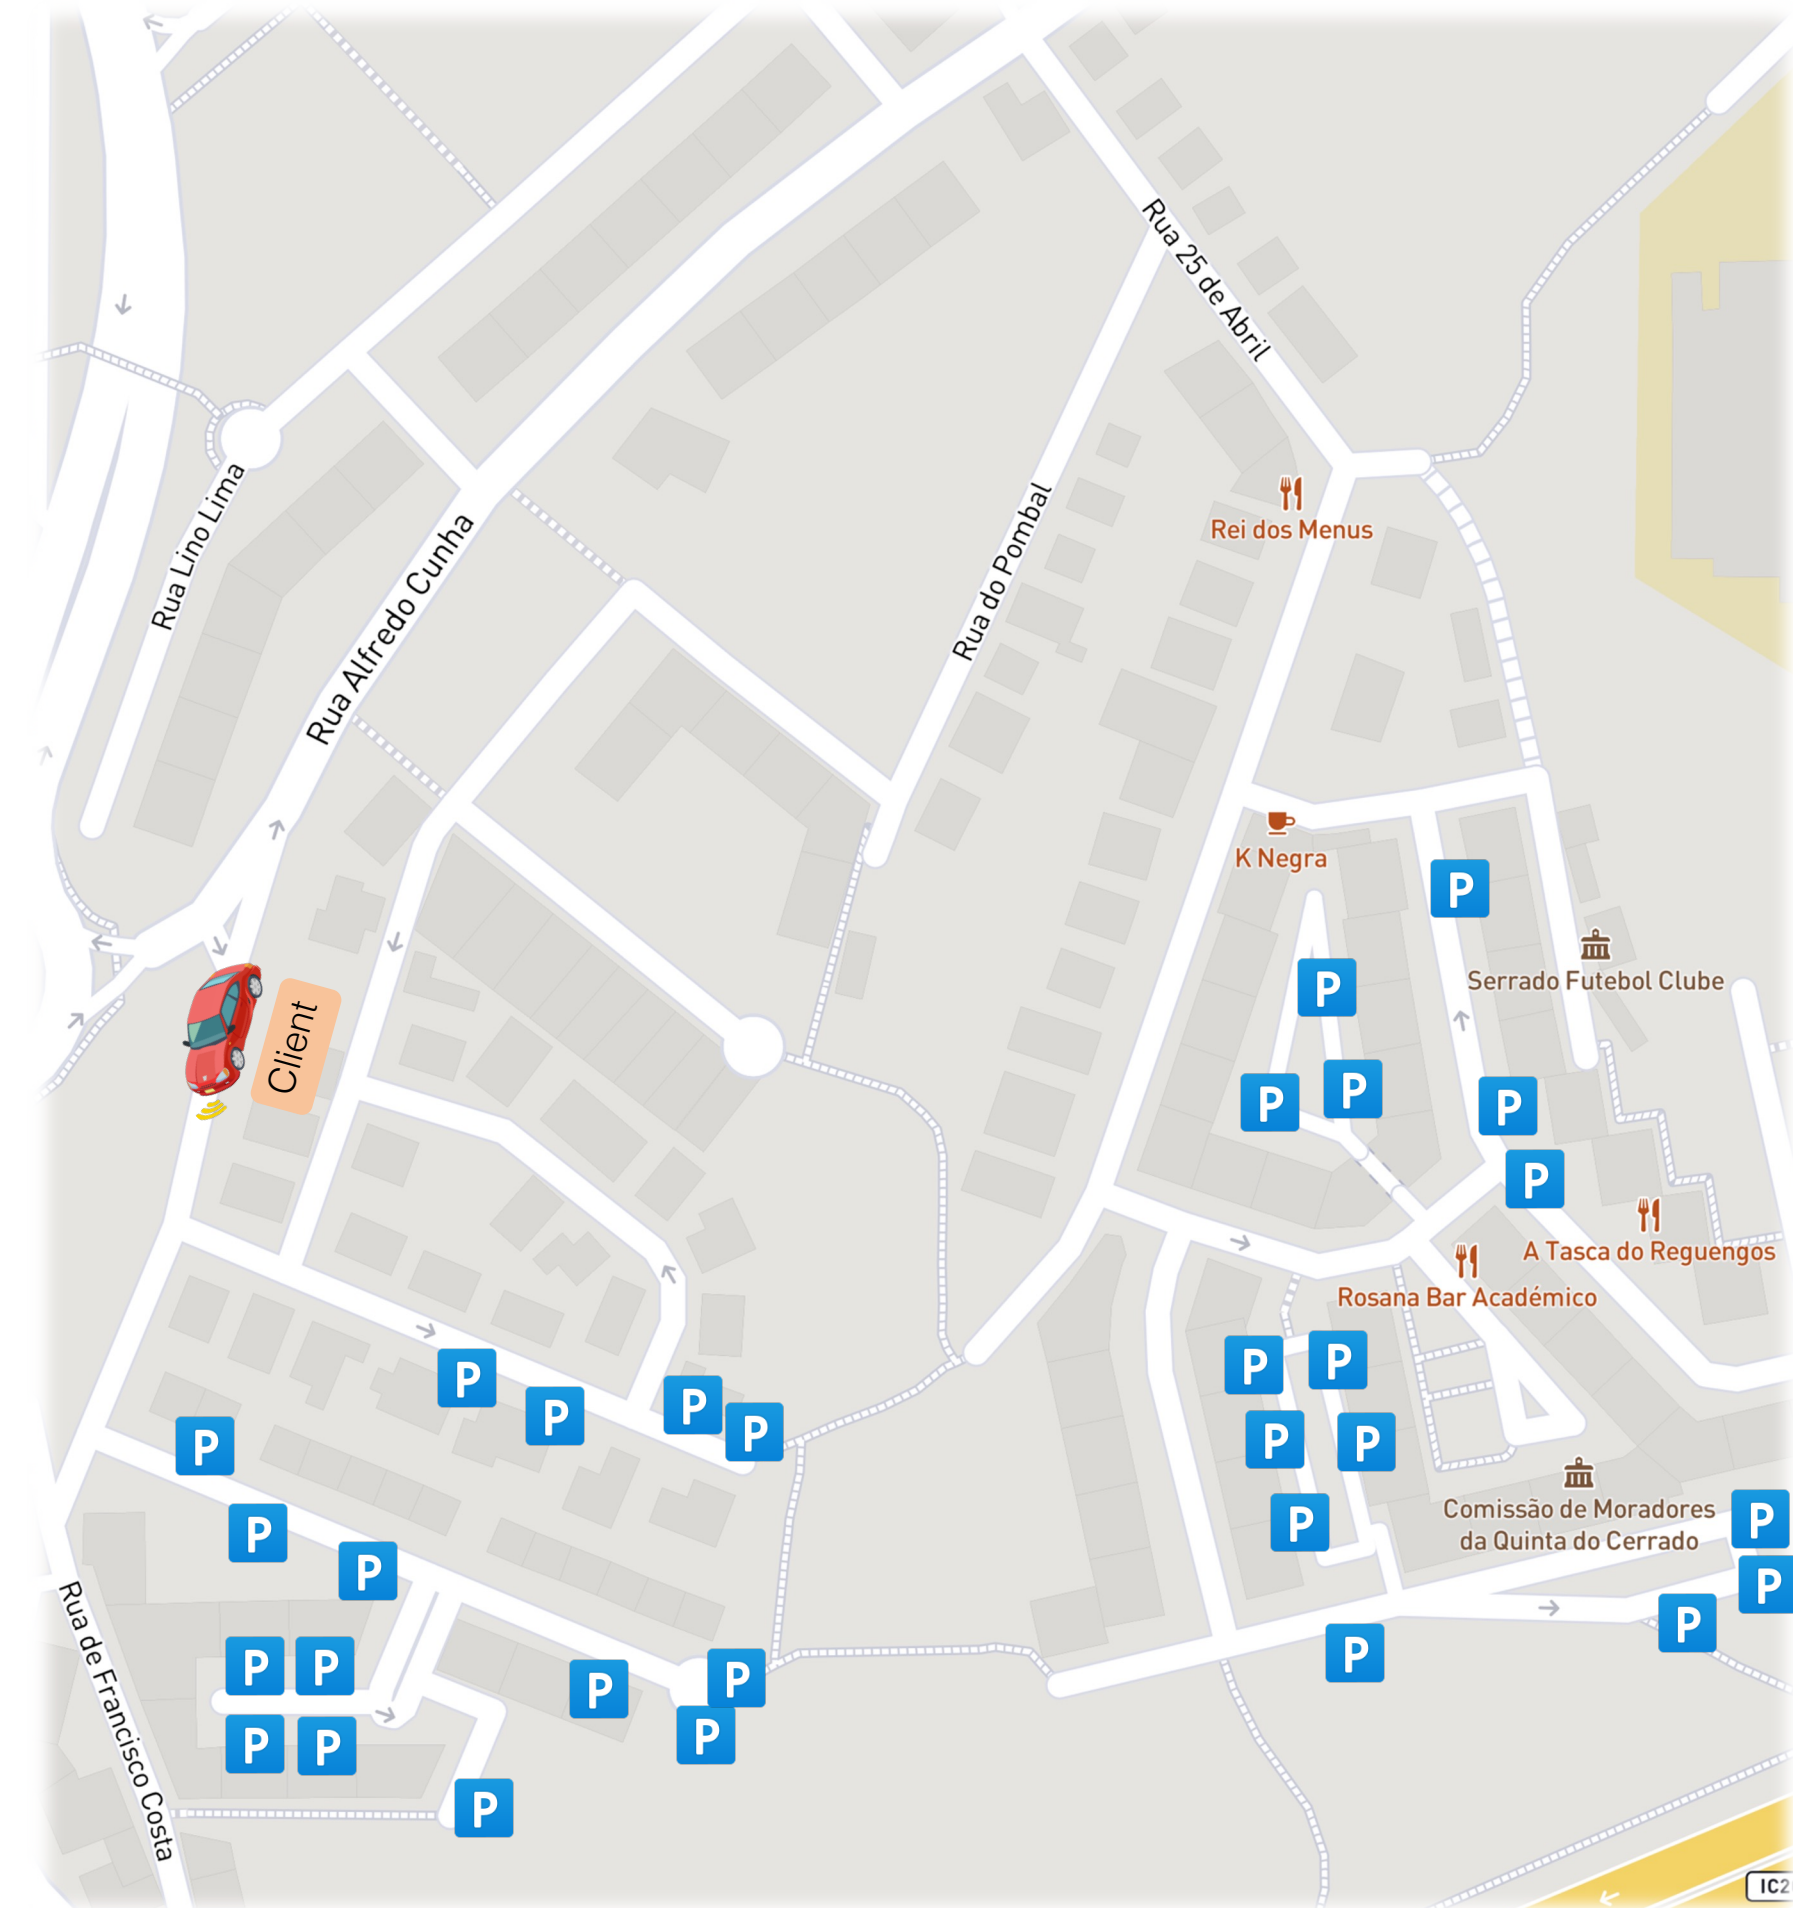 Rua 25 de Abril
Rua Lino Lima
Rua Alfredo Cunha
Rua do Pombal
Rei dos Menus
K Negra
P
Serrado Futebol Clube
P
Client
P
P
P
P
A Tasca do Reguengos
Rosana Bar Académico
P
P
P
P
P
P
P
P
P
Comissão de Moradores
da Quinta do Cerrado
P
P
P
P
P
P
Rua de Francisco Costa
P
P
P
P
P
P
P
P
P
P
IC2